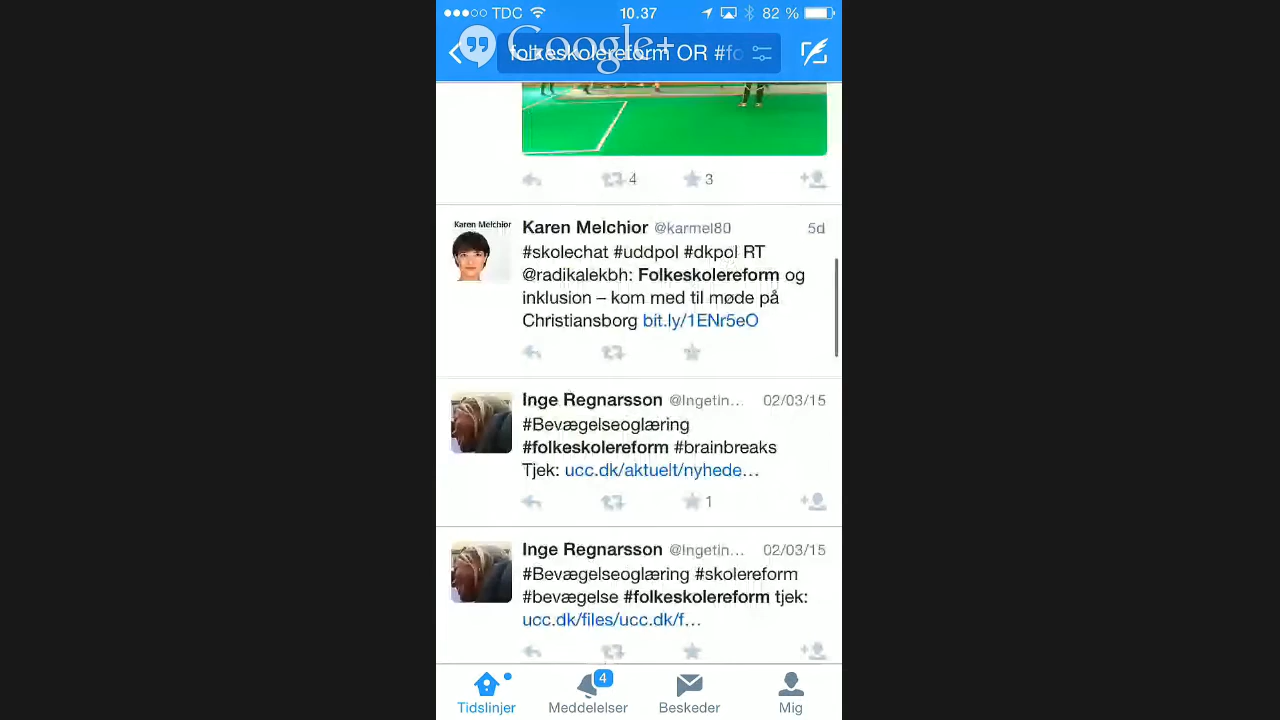 TDC 10.37 82 %
Google+
folkeskolereform OR #fo
4 3
Karen Melchior
Karen Melchior @karmel80 5d
#skolechat #uddpol #dkpol RT
@radikalekbh: Folkeskolereform og
inklusion – kom med til møde på
Christiansborg bit.ly/1ENr5eO
Inge Regnarsson @Ingetin... 02/03/15
#Bevægelseoglæring
#folkeskolereform #brainbreaks
Tjek: ucc.dk/aktuelt/nyhede...
1
Inge Regnarsson @Ingetin... 02/03/15
#Bevægelseoglæring #skolereform
#bevægelse #folkeskolereform tjek:
ucc.dk/files/ucc.dk/f...
4
Tidslinjer Meddelelser Beskeder Mig